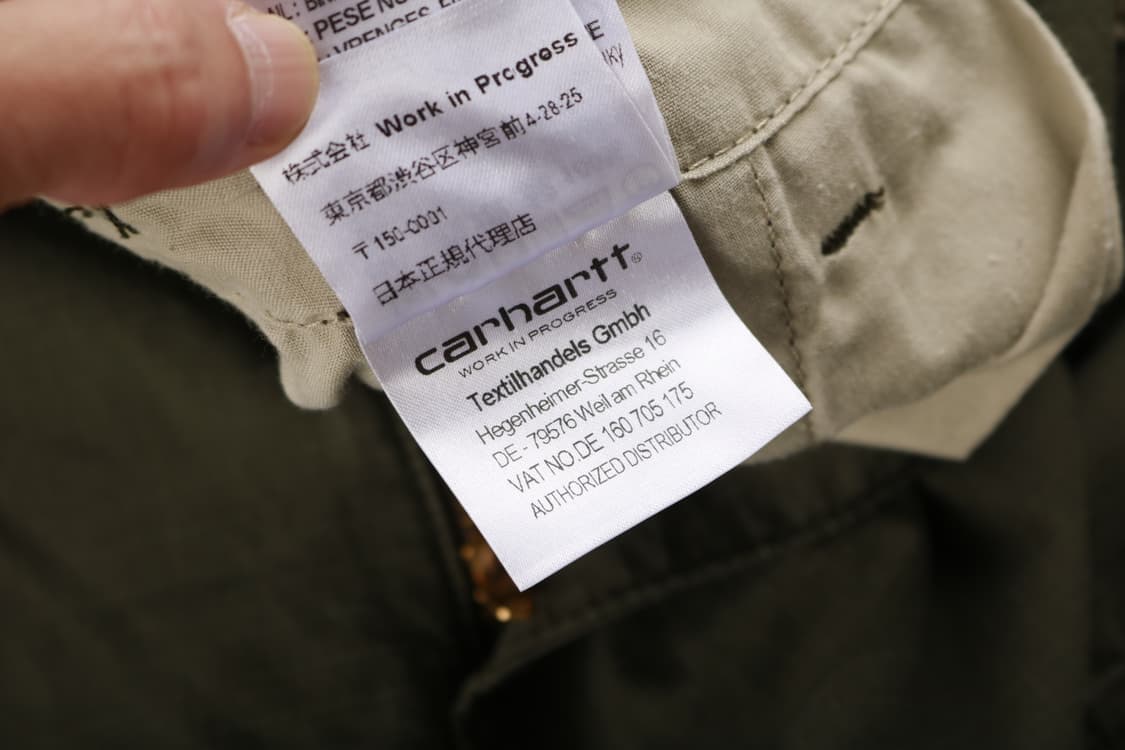 PESE
株式会社 Work in Progress
東京都渋谷区神宮前4-28-25
〒150-0001
日本正規代理店
carhartt®
WORK IN PROGRESS
Textilhandels Gmbh
Hegenheimer-Strasse 16
DE - 79576 Weil am Rhein
VAT NO.DE 160 705 175
AUTHORIZED DISTRIBUTOR